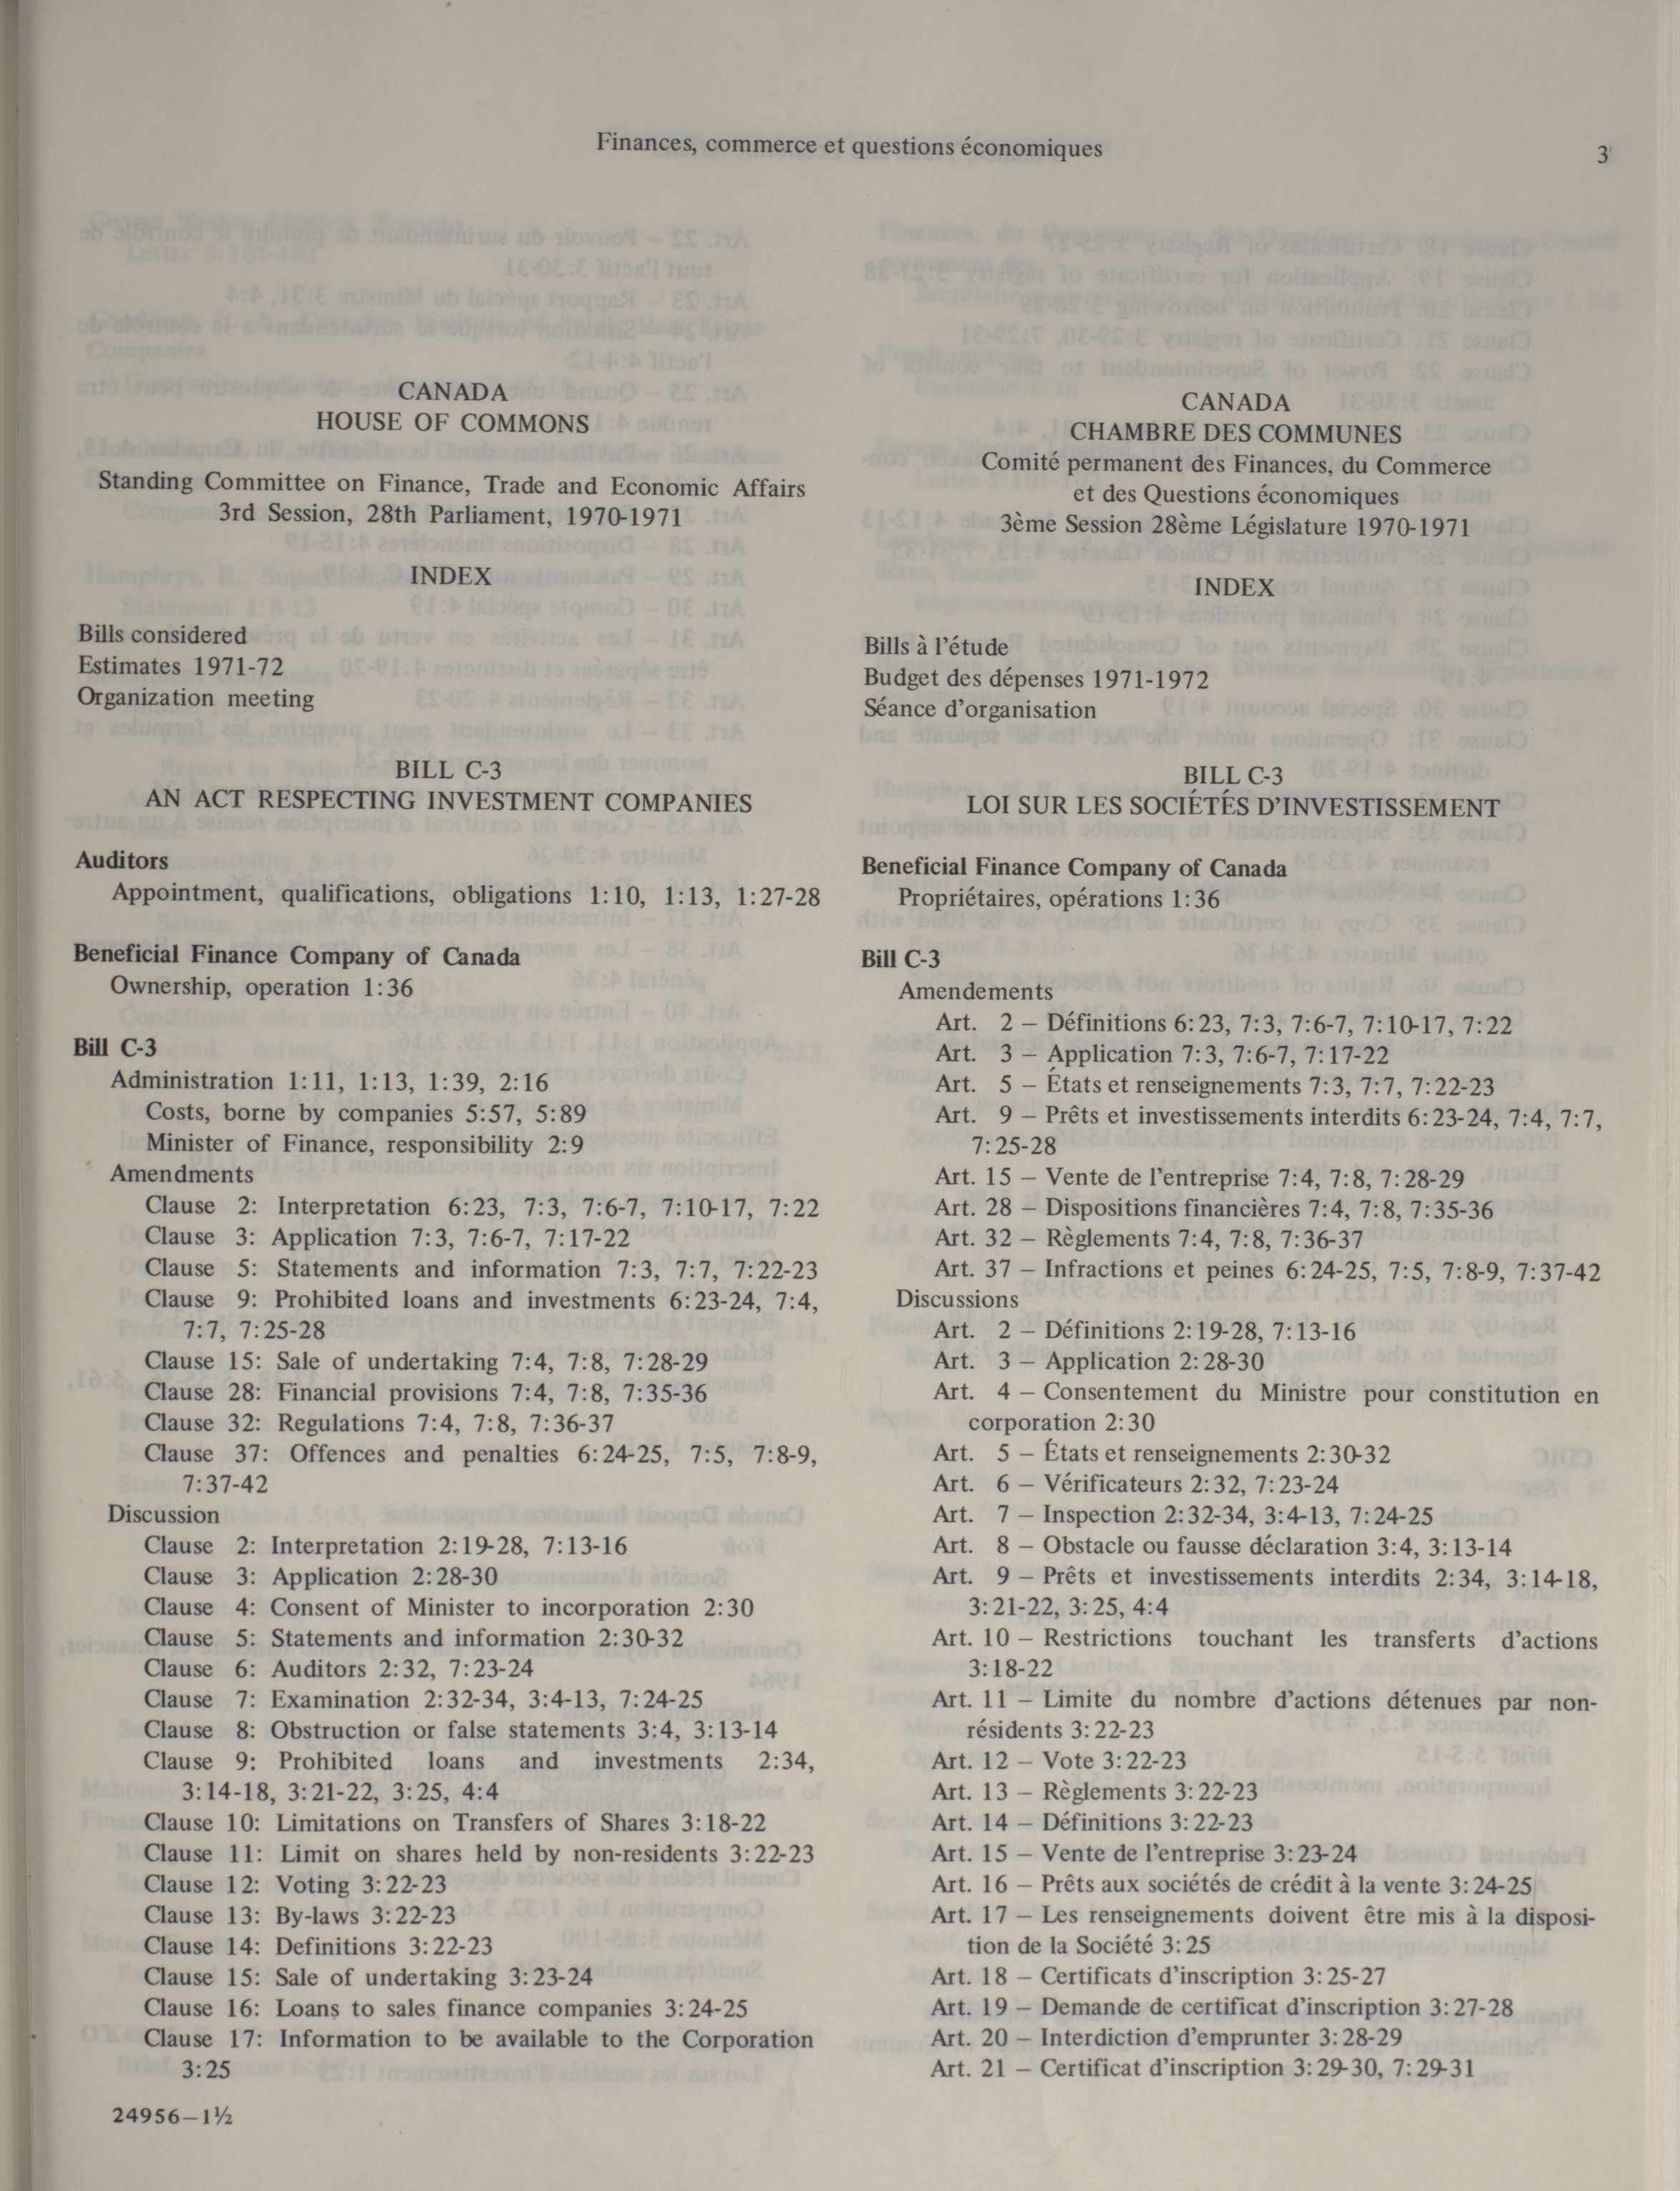 Finances, commerce et questions économiques
3
CANADA
HOUSE OF COMMONS
Standing Committee on Finance, Trade and Economic Affairs
3rd Session, 28th Parliament, 1970-1971
INDEX
Bills considered
Estimates 1971-72
Organization meeting
BILL C-3
AN ACT RESPECTING INVESTMENT COMPANIES
Auditors
Appointment, qualifications, obligations 1:10, 1:13, 1:27-28
Beneficial Finance Company of Canada
Ownership, operation 1:36
Bill C-3
Administration 1:11, 1:13, 1:39, 2:16
Costs, borne by companies 5:57, 5:89
Minister of Finance, responsibility 2:9
Amendments
Clause 2: Interpretation 6:23, 7:3, 7:6-7, 7:10-17, 7:22
Clause 3: Application 7:3, 7:6-7, 7:17-22
Clause 5: Statements and information 7:3, 7:7, 7:22-23
Clause 9: Prohibited loans and investments 6:23-24, 7:4,
7:7, 7:25-28
Clause 15: Sale of undertaking 7:4, 7:8, 7:28-29
Clause 28: Financial provisions 7:4, 7:8, 7:35-36
Clause 32: Regulations 7:4, 7:8, 7:36-37
Clause 37: Offences and penalties 6:24-25, 7:5, 7:8-9,
7:37-42
Discussion
Clause 2: Interpretation 2:19-28, 7:13-16
Clause 3: Application 2:28-30
Clause 4: Consent of Minister to incorporation 2:30
Clause 5: Statements and information 2:30-32
Clause 6: Auditors 2:32, 7:23-24
Clause 7: Examination 2:32-34, 3:4-13, 7:24-25
Clause 8: Obstruction or false statements 3:4, 3:13-14
Clause 9: Prohibited loans and investments 2:34,
3:14-18, 3:21-22, 3:25, 4:4
Clause 10: Limitations on Transfers of Shares 3:18-22
Clause 11: Limit on shares held by non-residents 3:22-23
Clause 12: Voting 3:22-23
Clause 13: By-laws 3:22-23
Clause 14: Definitions 3:22-23
Clause 15: Sale of undertaking 3:23-24
Clause 16: Loans to sales finance companies 3:24-25
Clause 17: Information to be available to the Corporation
3:25
24956–1½
CANADA
CHAMBRE DES COMMUNES
Comité permanent des Finances, du Commerce
et des Questions économiques
3ème Session 28ème Législature 1970-1971
INDEX
Bills à l'étude
Budget des dépenses 1971-1972
Séance d'organisation
BILL C-3
LOI SUR LES SOCIÉTÉS D'INVESTISSEMENT
Beneficial Finance Company of Canada
Propriétaires, opérations 1:36
Bill C-3
Amendements
Art. 2 – Définitions 6:23, 7:3, 7:6-7, 7:10-17, 7:22
Art. 3 – Application 7:3, 7:6-7, 7:17-22
Art. 5 – États et renseignements 7:3, 7:7, 7:22-23
Art. 9 – Prêts et investissements interdits 6:23-24, 7:4, 7:7,
7:25-28
Art. 15 – Vente de l'entreprise 7:4, 7:8, 7:28-29
Art. 28 – Dispositions financières 7:4, 7:8, 7:35-36
Art. 32 – Règlements 7:4, 7:8, 7:36-37
Art. 37 – Infractions et peines 6:24-25, 7:5, 7:8-9, 7:37-42
Discussions
Art. 2 – Définitions 2:19-28, 7:13-16
Art. 3 – Application 2:28-30
Art. 4 – Consentement du Ministre pour constitution en
corporation 2:30
Art. 5 – États et renseignements 2:30-32
Art. 6 – Vérificateurs 2:32, 7:23-24
Art. 7 – Inspection 2:32-34, 3:4-13, 7:24-25
Art. 8 – Obstacle ou fausse déclaration 3:4, 3:13-14
Art. 9 – Prêts et investissements interdits 2:34, 3:14-18,
3:21-22, 3:25, 4:4
Art. 10 – Restrictions touchant les transferts d'actions
3:18-22
Art. 11 – Limite du nombre d'actions détenues par non-
résidents 3:22-23
Art. 12 – Vote 3:22-23
Art. 13 – Règlements 3:22-23
Art. 14 – Définitions 3:22-23
Art. 15 – Vente de l'entreprise 3:23-24
Art. 16 – Prêts aux sociétés de crédit à la vente 3:24-25
Art. 17 – Les renseignements doivent être mis à la disposi-
tion de la Société 3:25
Art. 18 – Certificats d'inscription 3:25-27
Art. 19 – Demande de certificat d'inscription 3:27-28
Art. 20 – Interdiction d'emprunter 3:28-29
Art. 21 – Certificat d'inscription 3:29-30, 7:29-31